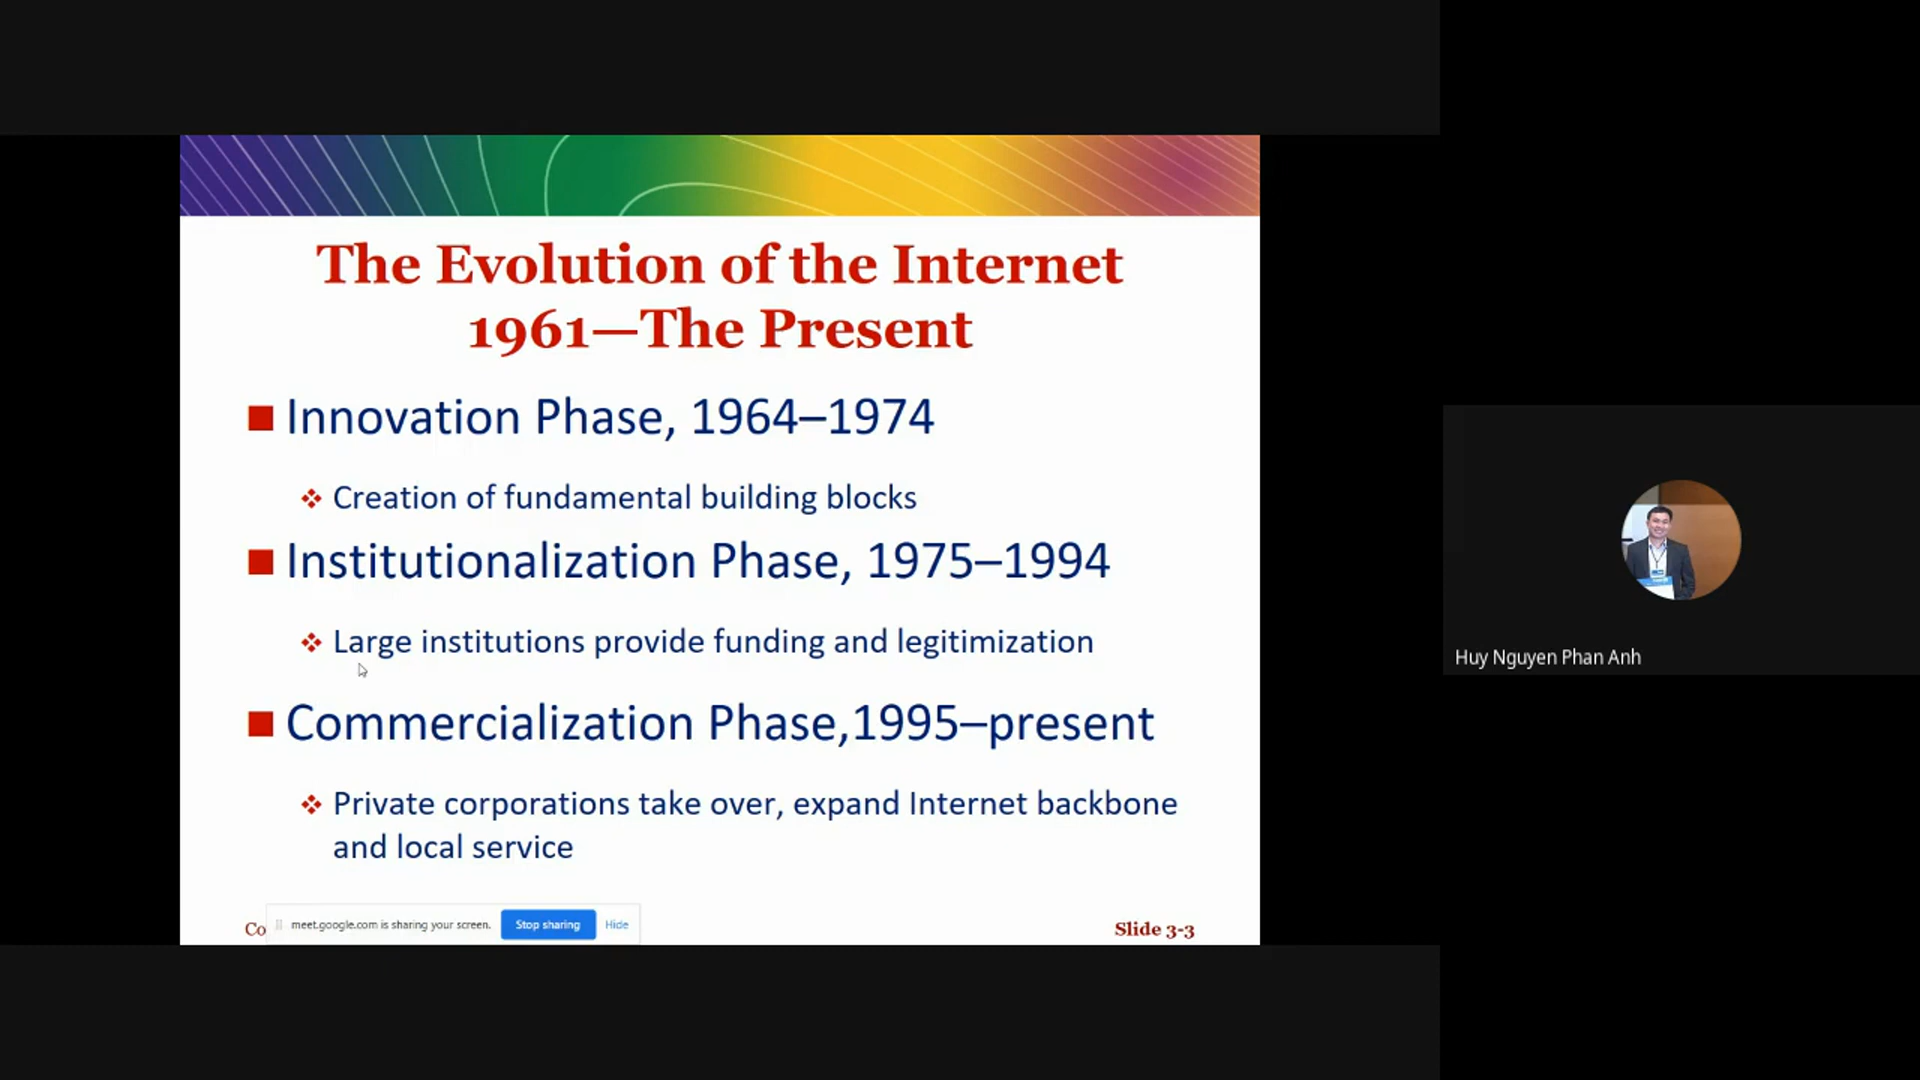 The Evolution of the Internet
1961—The Present
Innovation Phase, 1964–1974
Creation of fundamental building blocks
Institutionalization Phase, 1975–1994
Large institutions provide funding and legitimization
Commercialization Phase,1995–present
Private corporations take over, expand Internet backbone
and local service
Co
meet.google.com is sharing your screen. Stop sharing Hide
Slide 3-3
Huy Nguyen Phan Anh